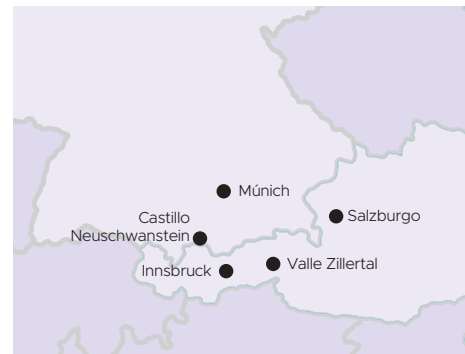 Múnich
Castillo
Neuschwanstein
Salzburgo
Innsbruck
Valle Zillertal